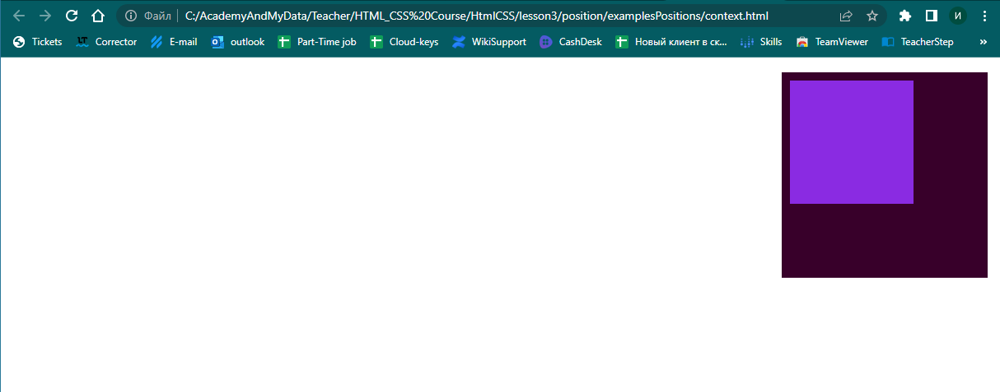 Файл C:/AcademyAndMyData/Teacher/HTML_CSS%20Course/HtmlCSS/lesson3/position/examplesPositions/context.html И
Tickets LT Corrector E-mail outlook Part-Time job Cloud-keys WikiSupport CashDesk Новый клиент в ск... Skills TeamViewer TeacherStep »